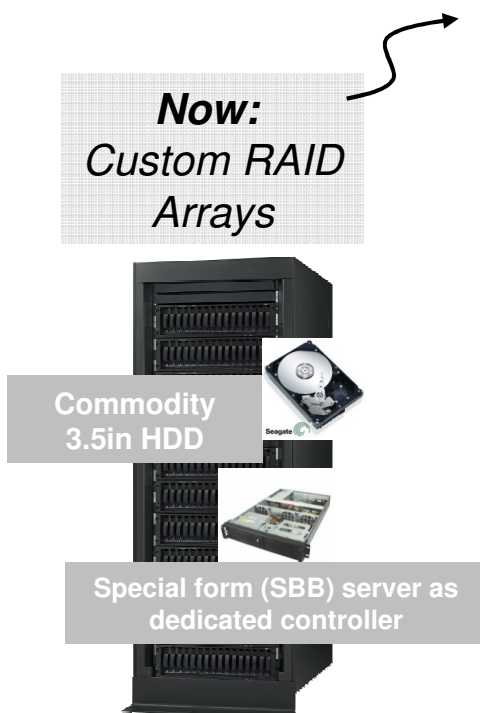 Now:
Custom RAID
Arrays
Commodity
3.5in HDD
Seagate
Special form (SBB) server as
dedicated controller